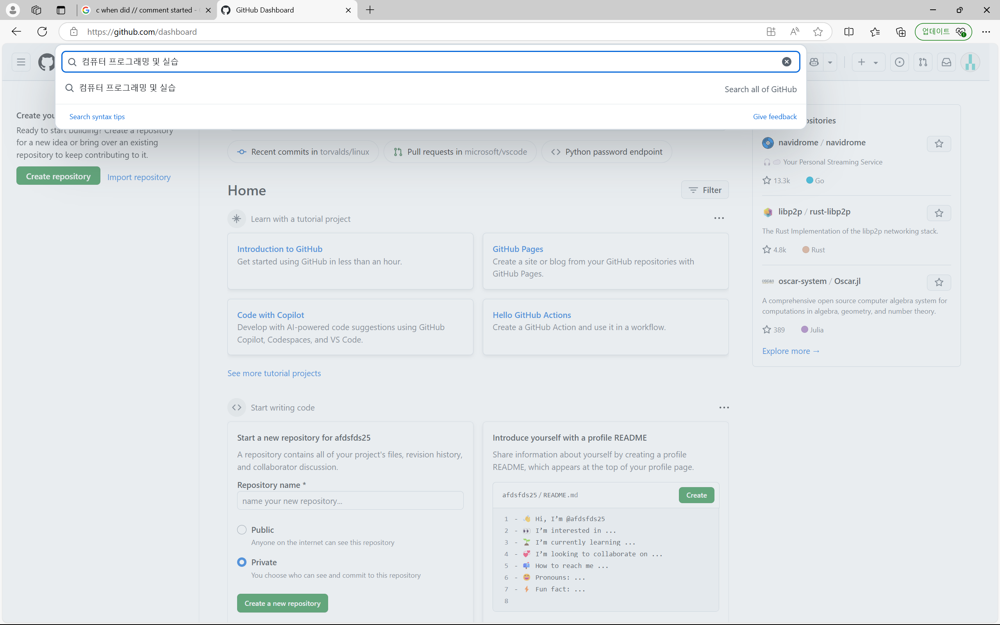 c when did // comment started -
GitHub Dashboard
https://github.com/dashboard
업데이트
컴퓨터 프로그래밍 및 실습
컴퓨터 프로그래밍 및 실습
Search all of GitHub
Search syntax tips
Give feedback
Create you
Ready to start building? Create a repository
for a new idea or bring over an existing
repository to keep contributing to it.
Create repository
Import repository
Recent commits in torvalds/linux
Pull requests in microsoft/vscode
Python password endpoint
Home
Filter
Learn with a tutorial project
Introduction to GitHub
Get started using GitHub in less than an hour.
GitHub Pages
Create a site or blog from your GitHub repositories with
GitHub Pages.
Code with Copilot
Develop with AI-powered code suggestions using GitHub
Copilot, Codespaces, and VS Code.
Hello GitHub Actions
Create a GitHub Action and use it in a workflow.
See more tutorial projects
Start writing code
Start a new repository for afdsfds25
A repository contains all of your project's files, revision history,
and collaborator discussion.
Repository name *
name your new repository...
Public
Anyone on the internet can see this repository
Private
You choose who can see and commit to this repository
Create a new repository
Introduce yourself with a profile README
Share information about yourself by creating a profile
README, which appears at the top of your profile page.
afdsfds25 / README.md
Create
1 - 👋 Hi, I’m @afdsfds25
2 - 👀 I’m interested in ...
3 - 🌱 I’m currently learning ...
4 - 💞️ I’m looking to collaborate on ...
5 - 📫 How to reach me ...
6 - 😄 Pronouns: ...
7 - ⚡ Fun fact: ...
8
ositories
navidrome / navidrome
🎧☁️ Your Personal Streaming Service
13.3k
Go
libp2p / rust-libp2p
The Rust Implementation of the libp2p networking stack.
4.8k
Rust
OSCAR
oscar-system / Oscar.jl
A comprehensive open source computer algebra system for
computations in algebra, geometry, and number theory.
389
Julia
Explore more →